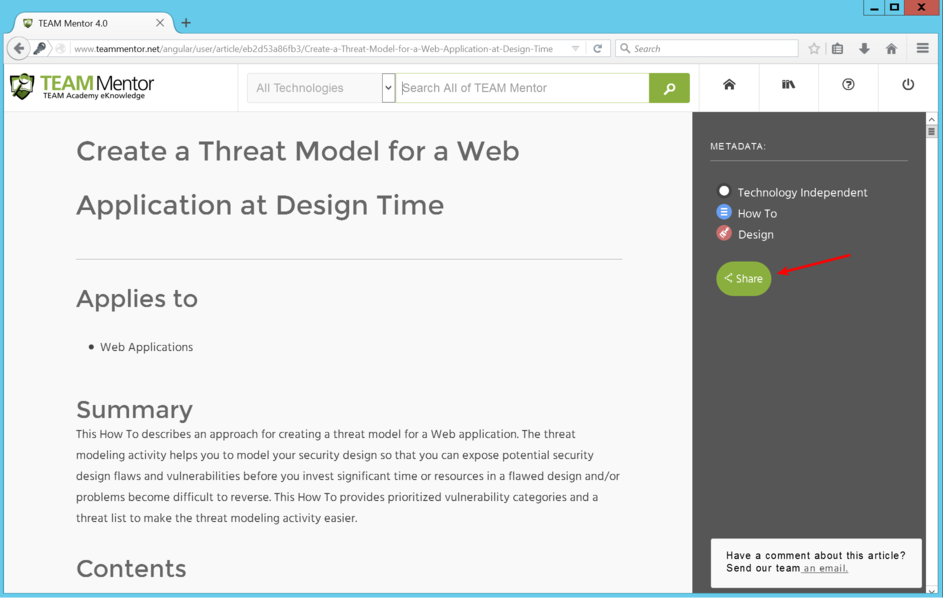 TEAM Mentor 4.0
www.teammentor.net/angular/user/article/eb2d53a86fb3/Create-a-Threat-Model-for-a-Web-Application-at-Design-Time
Search
TEAM Mentor
TEAM Academy eKnowledge
All Technologies
Search All of TEAM Mentor
Create a Threat Model for a Web
Application at Design Time
Applies to
• Web Applications
Summary
This How To describes an approach for creating a threat model for a Web application. The threat
modeling activity helps you to model your security design so that you can expose potential security
design flaws and vulnerabilities before you invest significant time or resources in a flawed design and/or
problems become difficult to reverse. This How To provides prioritized vulnerability categories and a
threat list to make the threat modeling activity easier.
Contents
METADATA:
Technology Independent
How To
Design
Share
Have a comment about this article?
Send our team an email.